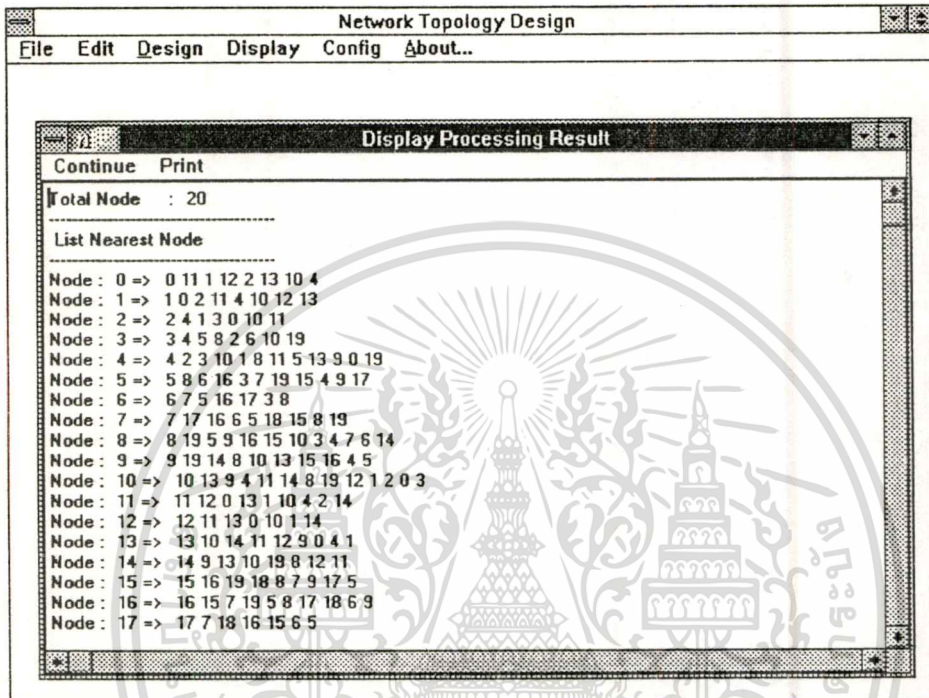 Network Topology Design
File Edit Design Display Config About...
Display Processing Result
Continue Print
Total Node : 20
List Nearest Node
Node : 0 => 0 11 1 12 2 13 10 4
Node : 1 => 1 0 2 11 4 10 12 13
Node : 2 => 2 4 1 3 0 10 11
Node : 3 => 3 4 5 8 2 6 10 19
Node : 4 => 4 2 3 10 1 8 11 5 13 9 0 19
Node : 5 => 5 8 6 16 3 7 19 15 4 9 17
Node : 6 => 6 7 5 16 17 3 8
Node : 7 => 7 17 16 6 5 18 15 8 19
Node : 8 => 8 19 5 9 16 15 10 3 4 7 6 14
Node : 9 => 9 19 14 8 10 13 15 16 4 5
Node : 10 => 10 13 9 4 11 14 8 19 12 1 2 0 3
Node : 11 => 11 12 0 13 1 10 4 2 14
Node : 12 => 12 11 13 0 10 1 14
Node : 13 => 13 10 14 11 12 9 0 4 1
Node : 14 => 14 9 13 10 19 8 12 11
Node : 15 => 15 16 19 18 8 7 9 17 5
Node : 16 => 16 15 7 19 5 8 17 18 6 9
Node : 17 => 17 7 18 16 15 6 5